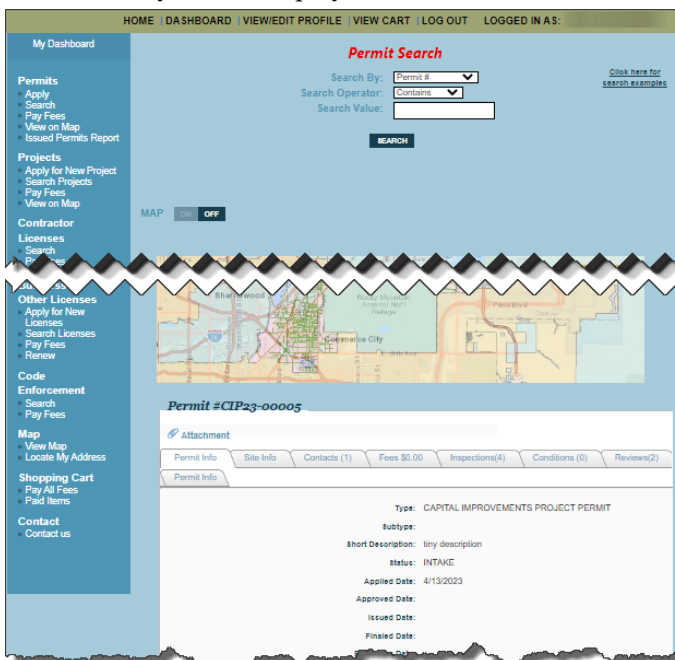 HOME | DASHBOARD | VIEW/EDIT PROFILE | VIEW CART | LOG OUT LOGGED IN AS:
My Dashboard
Permits
Apply
Search
Pay Fees
View on Map
Issued Permits Report
Projects
Apply for New Project
Search Projects
Pay Fees
View on Map
Contractor
Licenses
Search
Permit Search
Search By: Permit #
Search Operator: Contains
Search Value:
SEARCH
Click here for
search examples
MAP ON OFF
Other Licenses
Apply for New
Licenses
Search Licenses
Pay Fees
Renew
Code
Enforcement
Search
Pay Fees
Map
View Map
Locate My Address
Shopping Cart
Pay All Fees
Paid Items
Contact
Contact us
Rocky Mountain
Arsenal Nat'l
Refuge
Commerce City
Denver
Permit #CIP23-00005
Attachment
Permit Info Site Info Contacts (1) Fees $0.00 Inspections(4) Conditions (0) Reviews(2)
Permit Info
Type: CAPITAL IMPROVEMENTS PROJECT PERMIT
Subtype:
Short Description: tiny description
Status: INTAKE
Applied Date: 4/13/2023
Approved Date:
Issued Date:
Finaled Date: